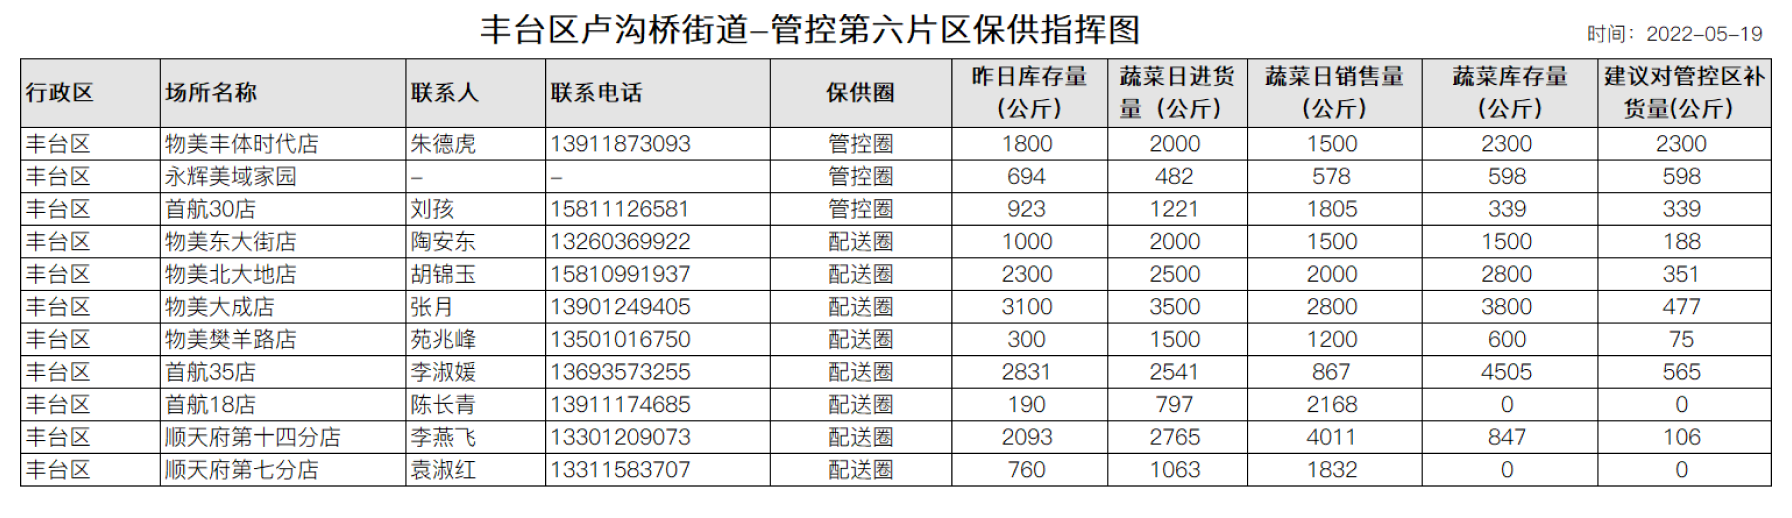 丰台区卢沟桥街道-管控第六片区保供指挥图
时间：2022-05-19
行政区 场所名称 联系人 联系电话 保供圈 昨日库存量（公斤） 蔬菜日进货量（公斤） 蔬菜日销售量（公斤） 蔬菜库存量（公斤） 建议对管控区补货量(公斤)
丰台区 物美丰体时代店 朱德虎 13911873093 管控圈 1800 2000 1500 2300 2300
丰台区 永辉美域家园 - - 管控圈 694 482 578 598 598
丰台区 首航30店 刘孩 15811126581 管控圈 923 1221 1805 339 339
丰台区 物美东大街店 陶安东 13260369922 配送圈 1000 2000 1500 1500 188
丰台区 物美北大地店 胡锦玉 15810991937 配送圈 2300 2500 2000 2800 351
丰台区 物美大成店 张月 13901249405 配送圈 3100 3500 2800 3800 477
丰台区 物美樊羊路店 苑兆峰 13501016750 配送圈 300 1500 1200 600 75
丰台区 首航35店 李淑媛 13693573255 配送圈 2831 2541 867 4505 565
丰台区 首航18店 陈长青 13911174685 配送圈 190 797 2168 0 0
丰台区 顺天府第十四分店 李燕飞 13301209073 配送圈 2093 2765 4011 847 106
丰台区 顺天府第七分店 袁淑红 13311583707 配送圈 760 1063 1832 0 0